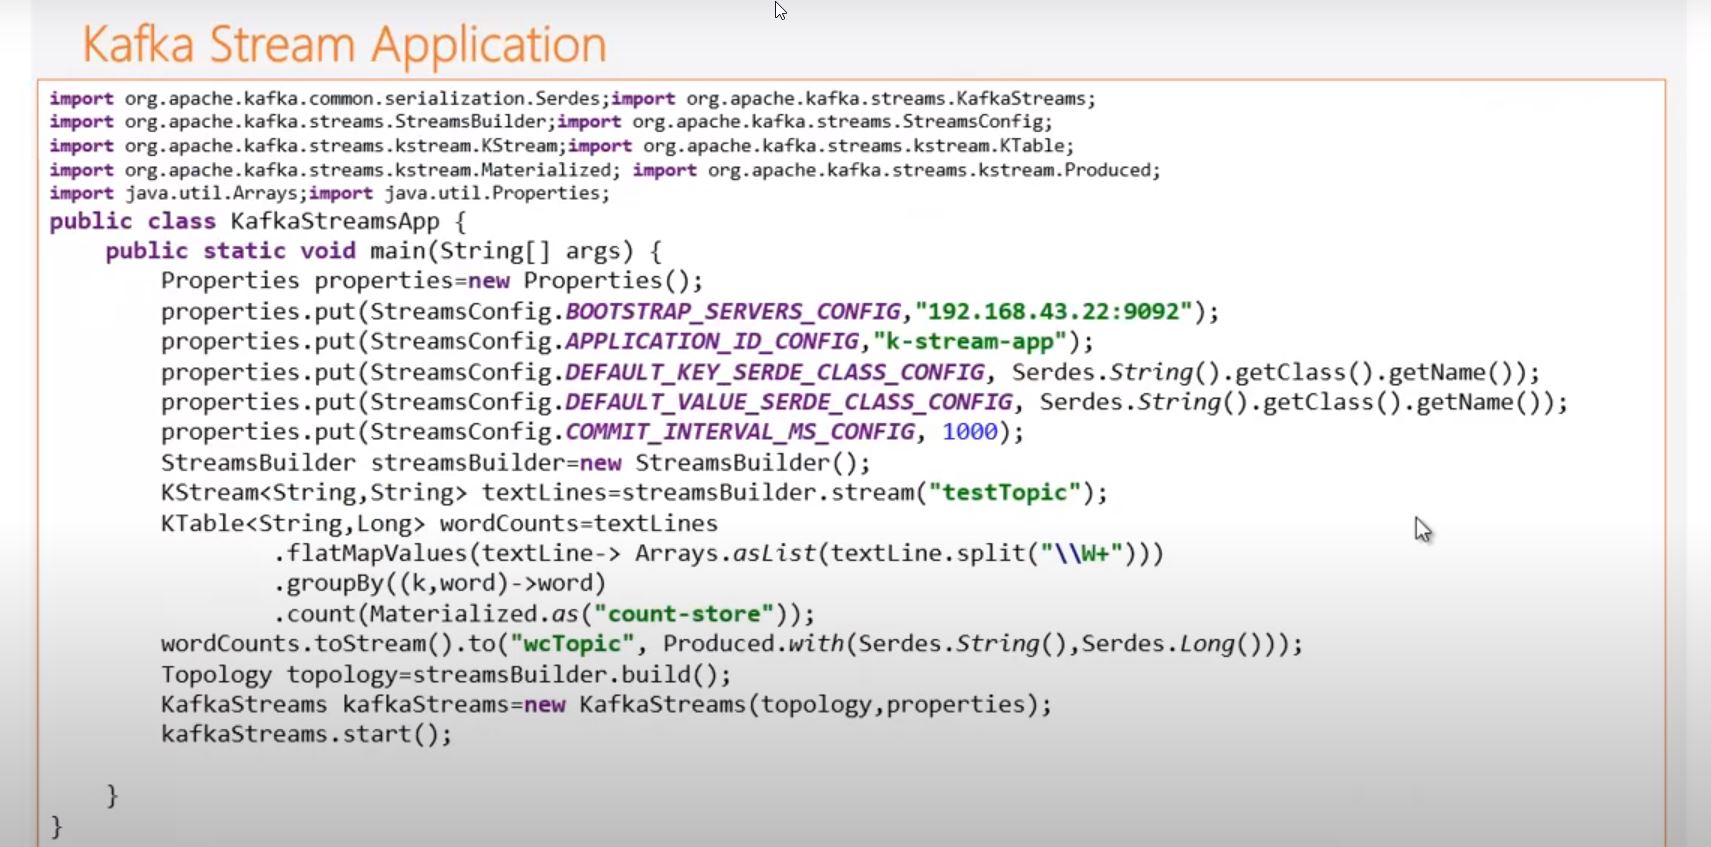 Kafka Stream Application
import org.apache.kafka.common.serialization.Serdes;import org.apache.kafka.streams.KafkaStreams;
import org.apache.kafka.streams.StreamsBuilder;import org.apache.kafka.streams.StreamsConfig;
import org.apache.kafka.streams.kstream.KStream;import org.apache.kafka.streams.kstream.KTable;
import org.apache.kafka.streams.kstream.Materialized; import org.apache.kafka.streams.kstream.Produced;
import java.util.Arrays;import java.util.Properties;
public class KafkaStreamsApp {
    public static void main(String[] args) {
        Properties properties=new Properties();
        properties.put(StreamsConfig.BOOTSTRAP_SERVERS_CONFIG,"192.168.43.22:9092");
        properties.put(StreamsConfig.APPLICATION_ID_CONFIG,"k-stream-app");
        properties.put(StreamsConfig.DEFAULT_KEY_SERDE_CLASS_CONFIG, Serdes.String().getClass().getName());
        properties.put(StreamsConfig.DEFAULT_VALUE_SERDE_CLASS_CONFIG, Serdes.String().getClass().getName());
        properties.put(StreamsConfig.COMMIT_INTERVAL_MS_CONFIG, 1000);
        StreamsBuilder streamsBuilder=new StreamsBuilder();
        KStream<String,String> textLines=streamsBuilder.stream("testTopic");
        KTable<String,Long> wordCounts=textLines
                .flatMapValues(textLine-> Arrays.asList(textLine.split("\\W+")))
                .groupBy((k,word)->word)
                .count(Materialized.as("count-store"));
        wordCounts.toStream().to("wcTopic", Produced.with(Serdes.String(),Serdes.Long()));
        Topology topology=streamsBuilder.build();
        KafkaStreams kafkaStreams=new KafkaStreams(topology,properties);
        kafkaStreams.start();
    }
}